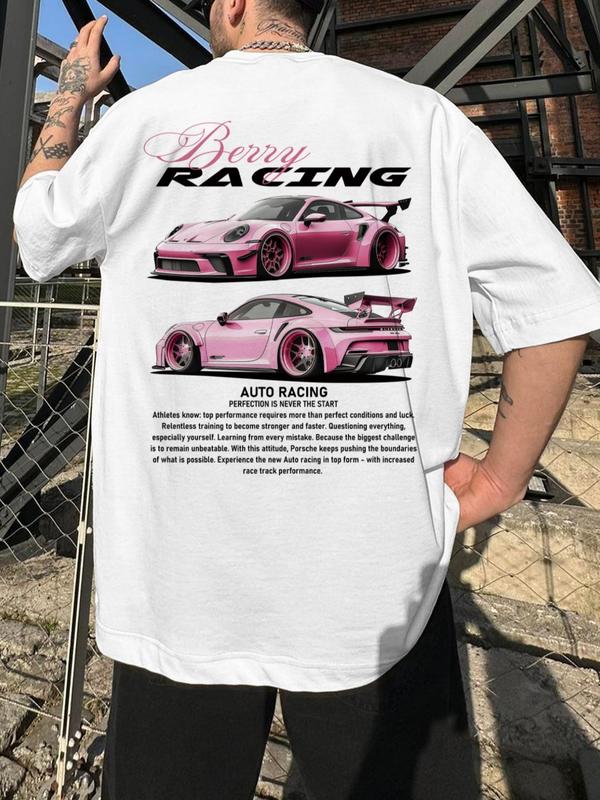 Berry
RACING
AUTO RACING
PERFECTION IS NEVER THE START
Athletes know: top performance requires more than perfect conditions and luck.
Relentless training to become stronger and faster. Questioning everything,
especially yourself. Learning from every mistake. Because the biggest challenge
is to remain unbeatable. With this attitude, Porsche keeps pushing the boundaries
of what is possible. Experience the new Auto racing in top form - with increased
race track performance.